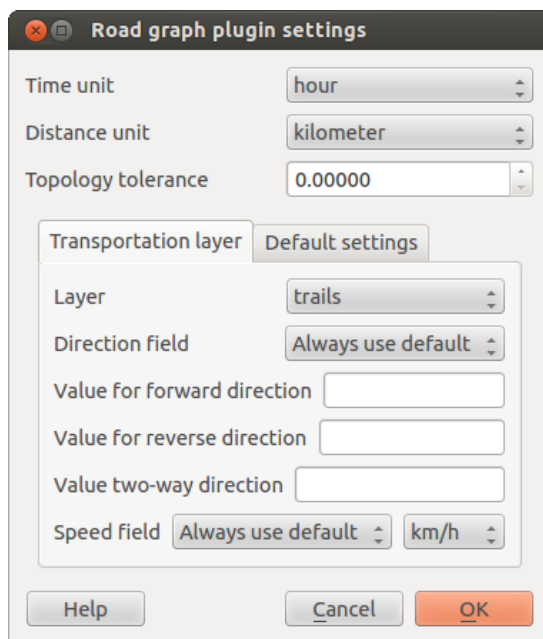 Road graph plugin settings
Time unit hour
Distance unit kilometer
Topology tolerance 0.00000
Transportation layer Default settings
Layer trails
Direction field Always use default
Value for forward direction
Value for reverse direction
Value two-way direction
Speed field Always use default km/h
Help Cancel OK